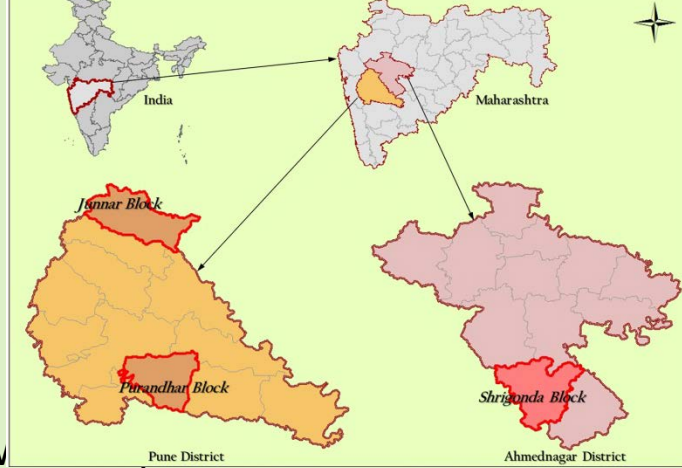 India
Maharashtra
Junnar Block
Purandhar Block
Shrigonda Block
Pune District
Ahmednagar District